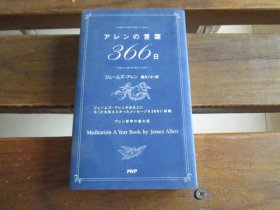 アレンの言葉
366日
ジェームズ・アレン
ジェームズ・アレンがあなたに
もっとも伝えたかったメッセージを366に凝縮
アレン哲学の集大成
Meditation A Year Book by James Allen
PHP